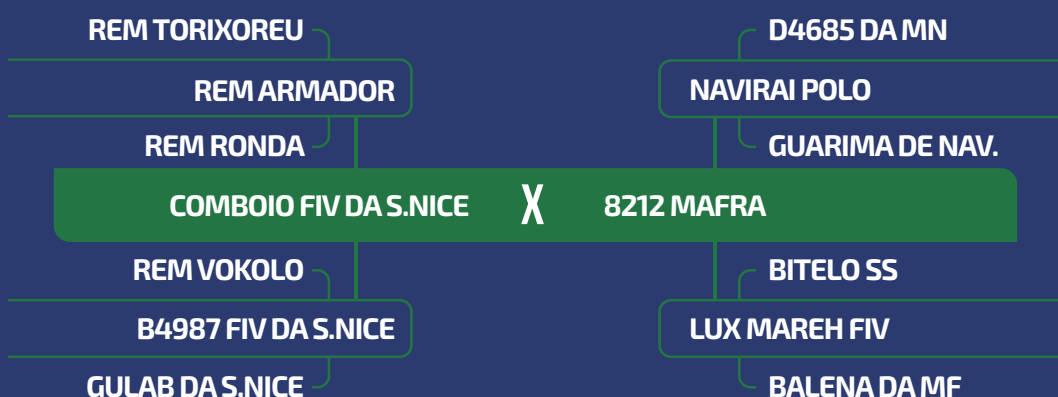 REM TORIXOREU
D4685 DA MN
REM ARMADOR
NAVIRAI POLO
REM RONDA
GUARIMA DE NAV.
COMBOIO FIV DA S.NICE X 8212 MAFRA
REM VOKOLO
BITELO SS
B4987 FIV DA S.NICE
LUX MAREH FIV
GULAB DA S.NICE
BALENA DA MF